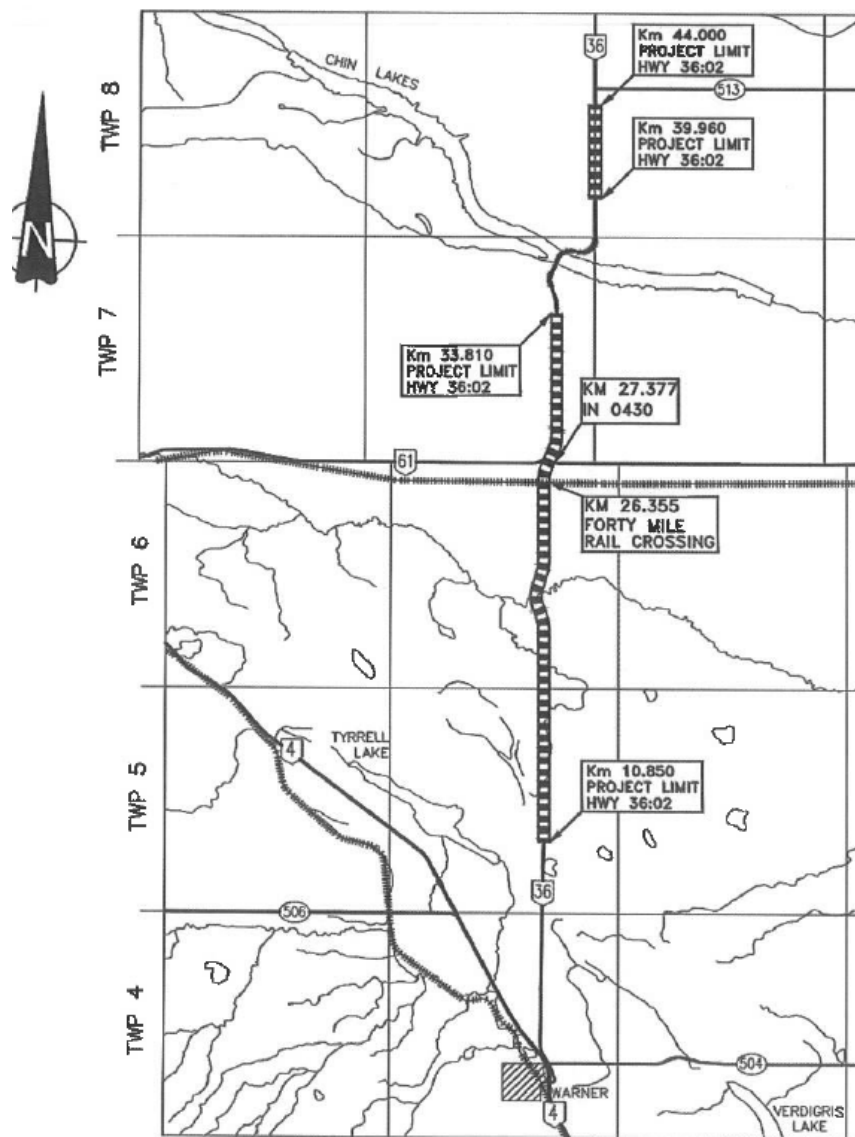 36
Km 44.000
PROJECT LIMIT
HWY 36:02
CHIN LAKES
513
TWP 8
Km 39.960
PROJECT LIMIT
HWY 36:02
N
TWP 7
Km 33.810
PROJECT LIMIT
HWY 36:02
KM 27.377
IN 0430
61
KM 26.355
FORTY MILE
RAIL CROSSING
TWP 6
TYRRELL
LAKE
4
TWP 5
Km 10.850
PROJECT LIMIT
HWY 36:02
36
506
TWP 4
504
WARNER
4
VERDIGRIS
LAKE